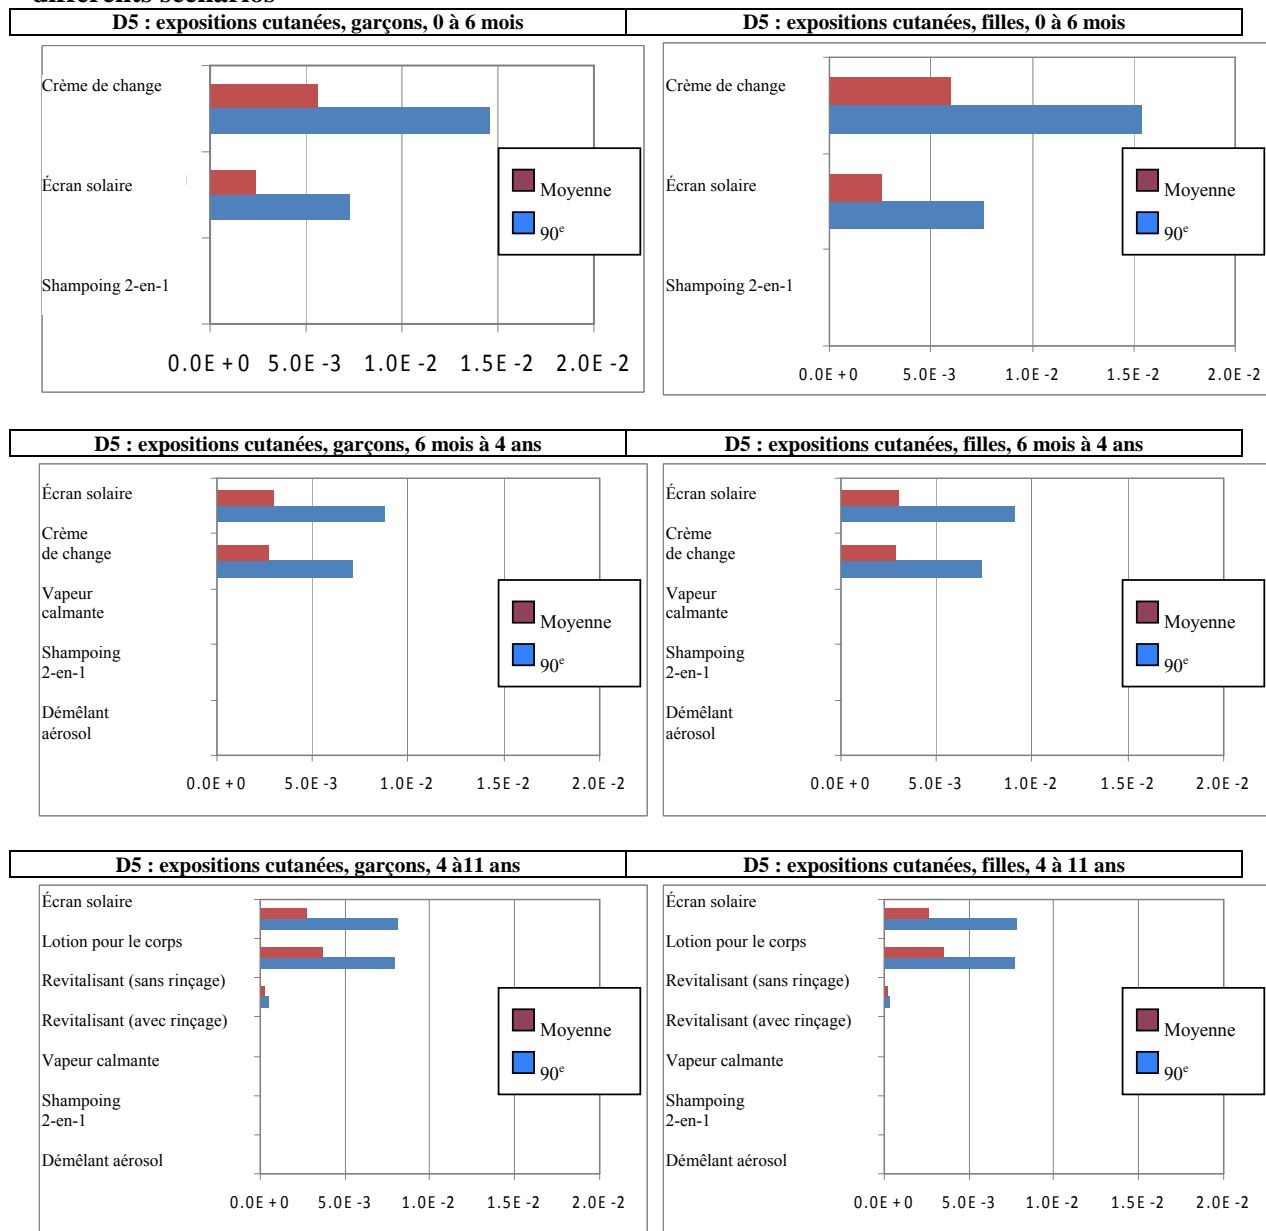 différents scénarios
D5 : expositions cutanées, garçons, 0 à 6 mois
D5 : expositions cutanées, filles, 0 à 6 mois
Crème de change
Écran solaire
Shampoing 2-en-1
Moyenne
90e
0.0E+0 5.0E-3 1.0E-2 1.5E-2 2.0E-2
Crème de change
Écran solaire
Shampoing 2-en-1
Moyenne
90e
0.0E+0 5.0E-3 1.0E-2 1.5E-2 2.0E-2
D5 : expositions cutanées, garçons, 6 mois à 4 ans
D5 : expositions cutanées, filles, 6 mois à 4 ans
Écran solaire
Crème
de change
Vapeur
calmante
Shampoing
2-en-1
Démêlant
aérosol
Moyenne
90e
0.0E+0 5.0E-3 1.0E-2 1.5E-2 2.0E-2
Écran solaire
Crème
de change
Vapeur
calmante
Shampoing
2-en-1
Démêlant
aérosol
Moyenne
90e
0.0E+0 5.0E-3 1.0E-2 1.5E-2 2.0E-2
D5 : expositions cutanées, garçons, 4 à11 ans
D5 : expositions cutanées, filles, 4 à 11 ans
Écran solaire
Lotion pour le corps
Revitalisant (sans rinçage)
Revitalisant (avec rinçage)
Vapeur calmante
Shampoing
2-en-1
Démêlant aérosol
Moyenne
90e
0.0E+0 5.0E-3 1.0E-2 1.5E-2 2.0E-2
Écran solaire
Lotion pour le corps
Revitalisant (sans rinçage)
Revitalisant (avec rinçage)
Vapeur calmante
Shampoing
2-en-1
Démêlant aérosol
Moyenne
90e
0.0E+0 5.0E-3 1.0E-2 1.5E-2 2.0E-2